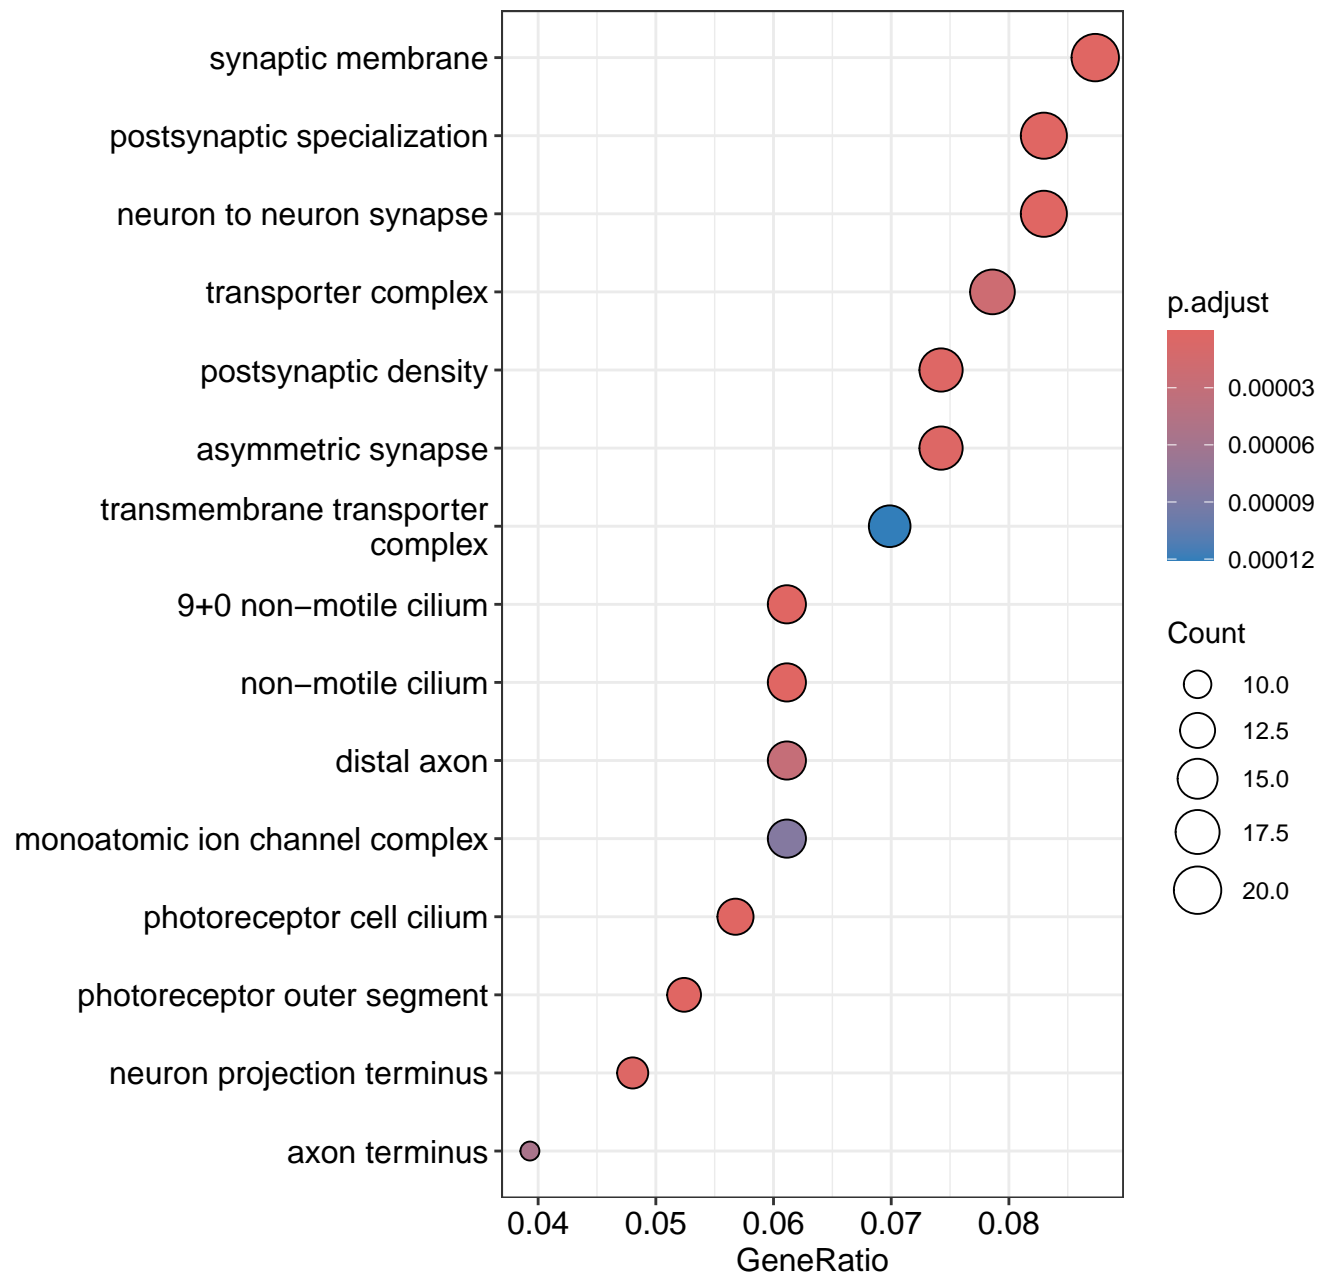 synaptic membrane
postsynaptic specialization
neuron to neuron synapse
transporter complex
postsynaptic density
asymmetric synapse
transmembrane transporter
complex
9+0 non−motile cilium
non−motile cilium
distal axon
monoatomic ion channel complex
photoreceptor cell cilium
photoreceptor outer segment
neuron projection terminus
axon terminus
0.04 0.05 0.06 0.07 0.08
GeneRatio
p.adjust
0.00003
0.00006
0.00009
0.00012
Count
10.0
12.5
15.0
17.5
20.0